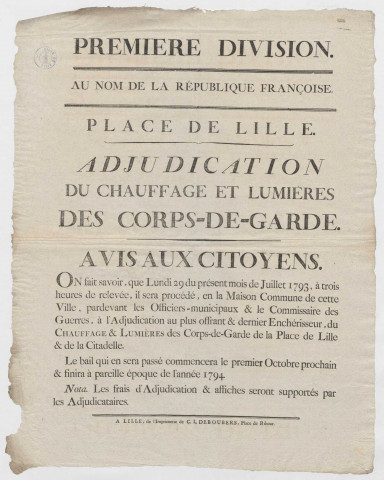 PREMIERE DIVISION.
AU NOM DE LA RÉPUBLIQUE FRANÇOISE.
PLACE DE LILLE.
ADJUDICATION
DU CHAUFFAGE ET LUMIÈRES
DES CORPS-DE-GARDE.
AVIS AUX CITOYENS.
ON fait savoir, que Lundi 29 du présent mois de Juillet 1793, à trois
heures de relevée, il sera procédé, en la Maison Commune de cette
Ville, pardevant les Officiers-municipaux & le Commissaire des
Guerres, à l'Adjudication au plus offrant & dernier Enchérisseur, du
CHAUFFAGE & LUMIÈRES des Corps-de-Garde de la Place de Lille
& de la Citadelle.
Le bail qui en sera passé commencera le premier Octobre prochain
& finira à pareille époque de l'année 1794.
Nota. Les frais d'Adjudication & affiches seront supportés par
les Adjudicataires.
A LILLE; de l'Imprimerie de C. L. DEBOUBERS, Place de Rihour